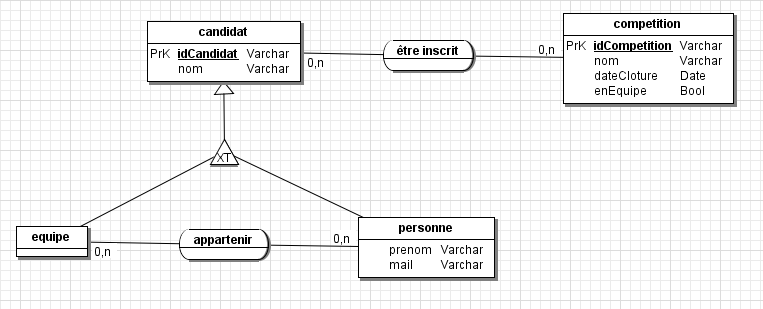 candidat
PrK idCandidat Varchar
nom Varchar
0,n
être inscrit
0,n
competition
PrK idCompetition Varchar
nom Varchar
dateCloture Date
enEquipe Bool
XT
equipe
0,n
appartenir
0,n
personne
prenom Varchar
mail Varchar